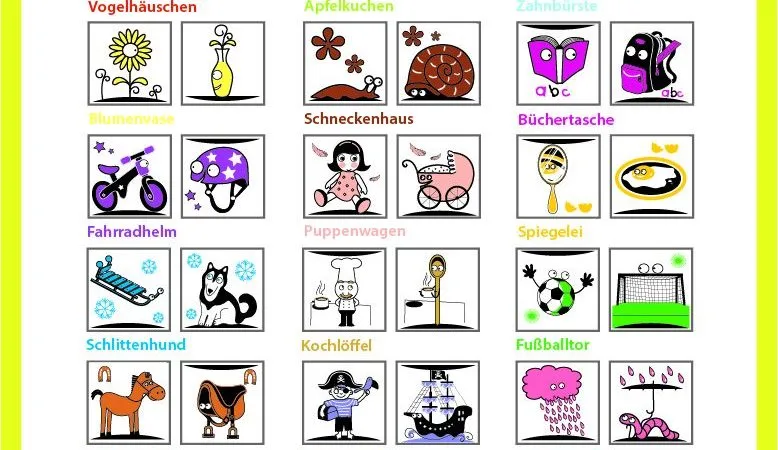 Vogelhäuschen Apfelkuchen Zahnbürste
abc abc
Blumenvase Schneckenhaus Büchertasche
Fahrradhelm Puppenwagen Spiegelei
Schlittenhund Kochlöffel Fußballtor